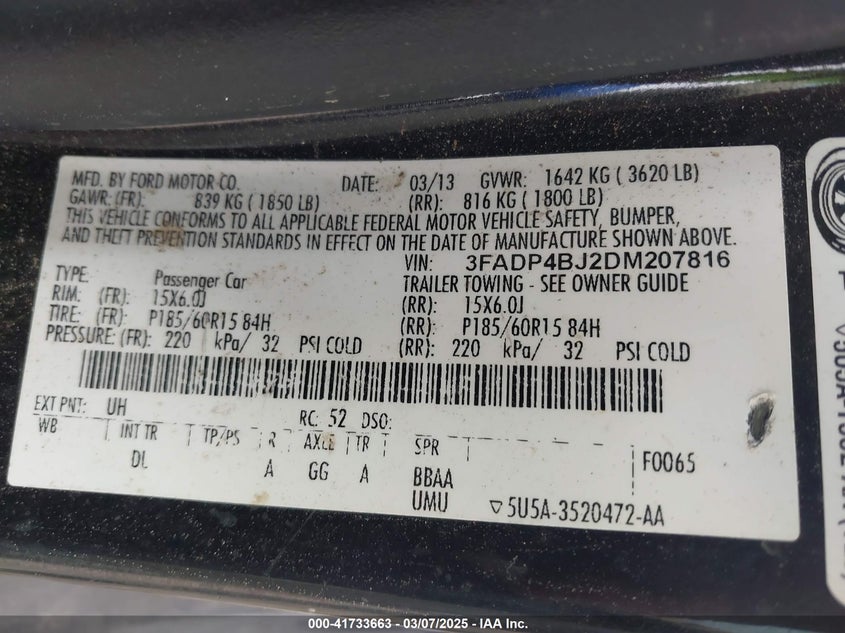 MFD. BY FORD MOTOR CO. DATE: 03/13 GVWR: 1642 KG ( 3620 LB)
GAWR: (FR): 839 KG ( 1850 LB) (RR): 816 KG ( 1800 LB)
THIS VEHICLE CONFORMS TO ALL APPLICABLE FEDERAL MOTOR VEHICLE SAFETY, BUMPER,
AND THEFT PREVENTION STANDARDS IN EFFECT ON THE DATE OF MANUFACTURE SHOWN ABOVE.
VIN: 3FADP4BJ2DM207816
TYPE: Passenger Car TRAILER TOWING - SEE OWNER GUIDE
RIM: (FR): 15X6.0J (RR): 15X6.0J
TIRE: (FR): P185/60R15 84H (RR): P185/60R15 84H
PRESSURE: (FR): 220 kPa/ 32 PSI COLD (RR): 220 kPa/ 32 PSI COLD
EXT PNT: UH RC: 52 DSO:
WB INT TR TP/PS R AXLE TR SPR F0065
DL A GG A BBAA
UMU ▽5U5A-3520472-AA
000-41733663 - 03/07/2025 - IAAI.com